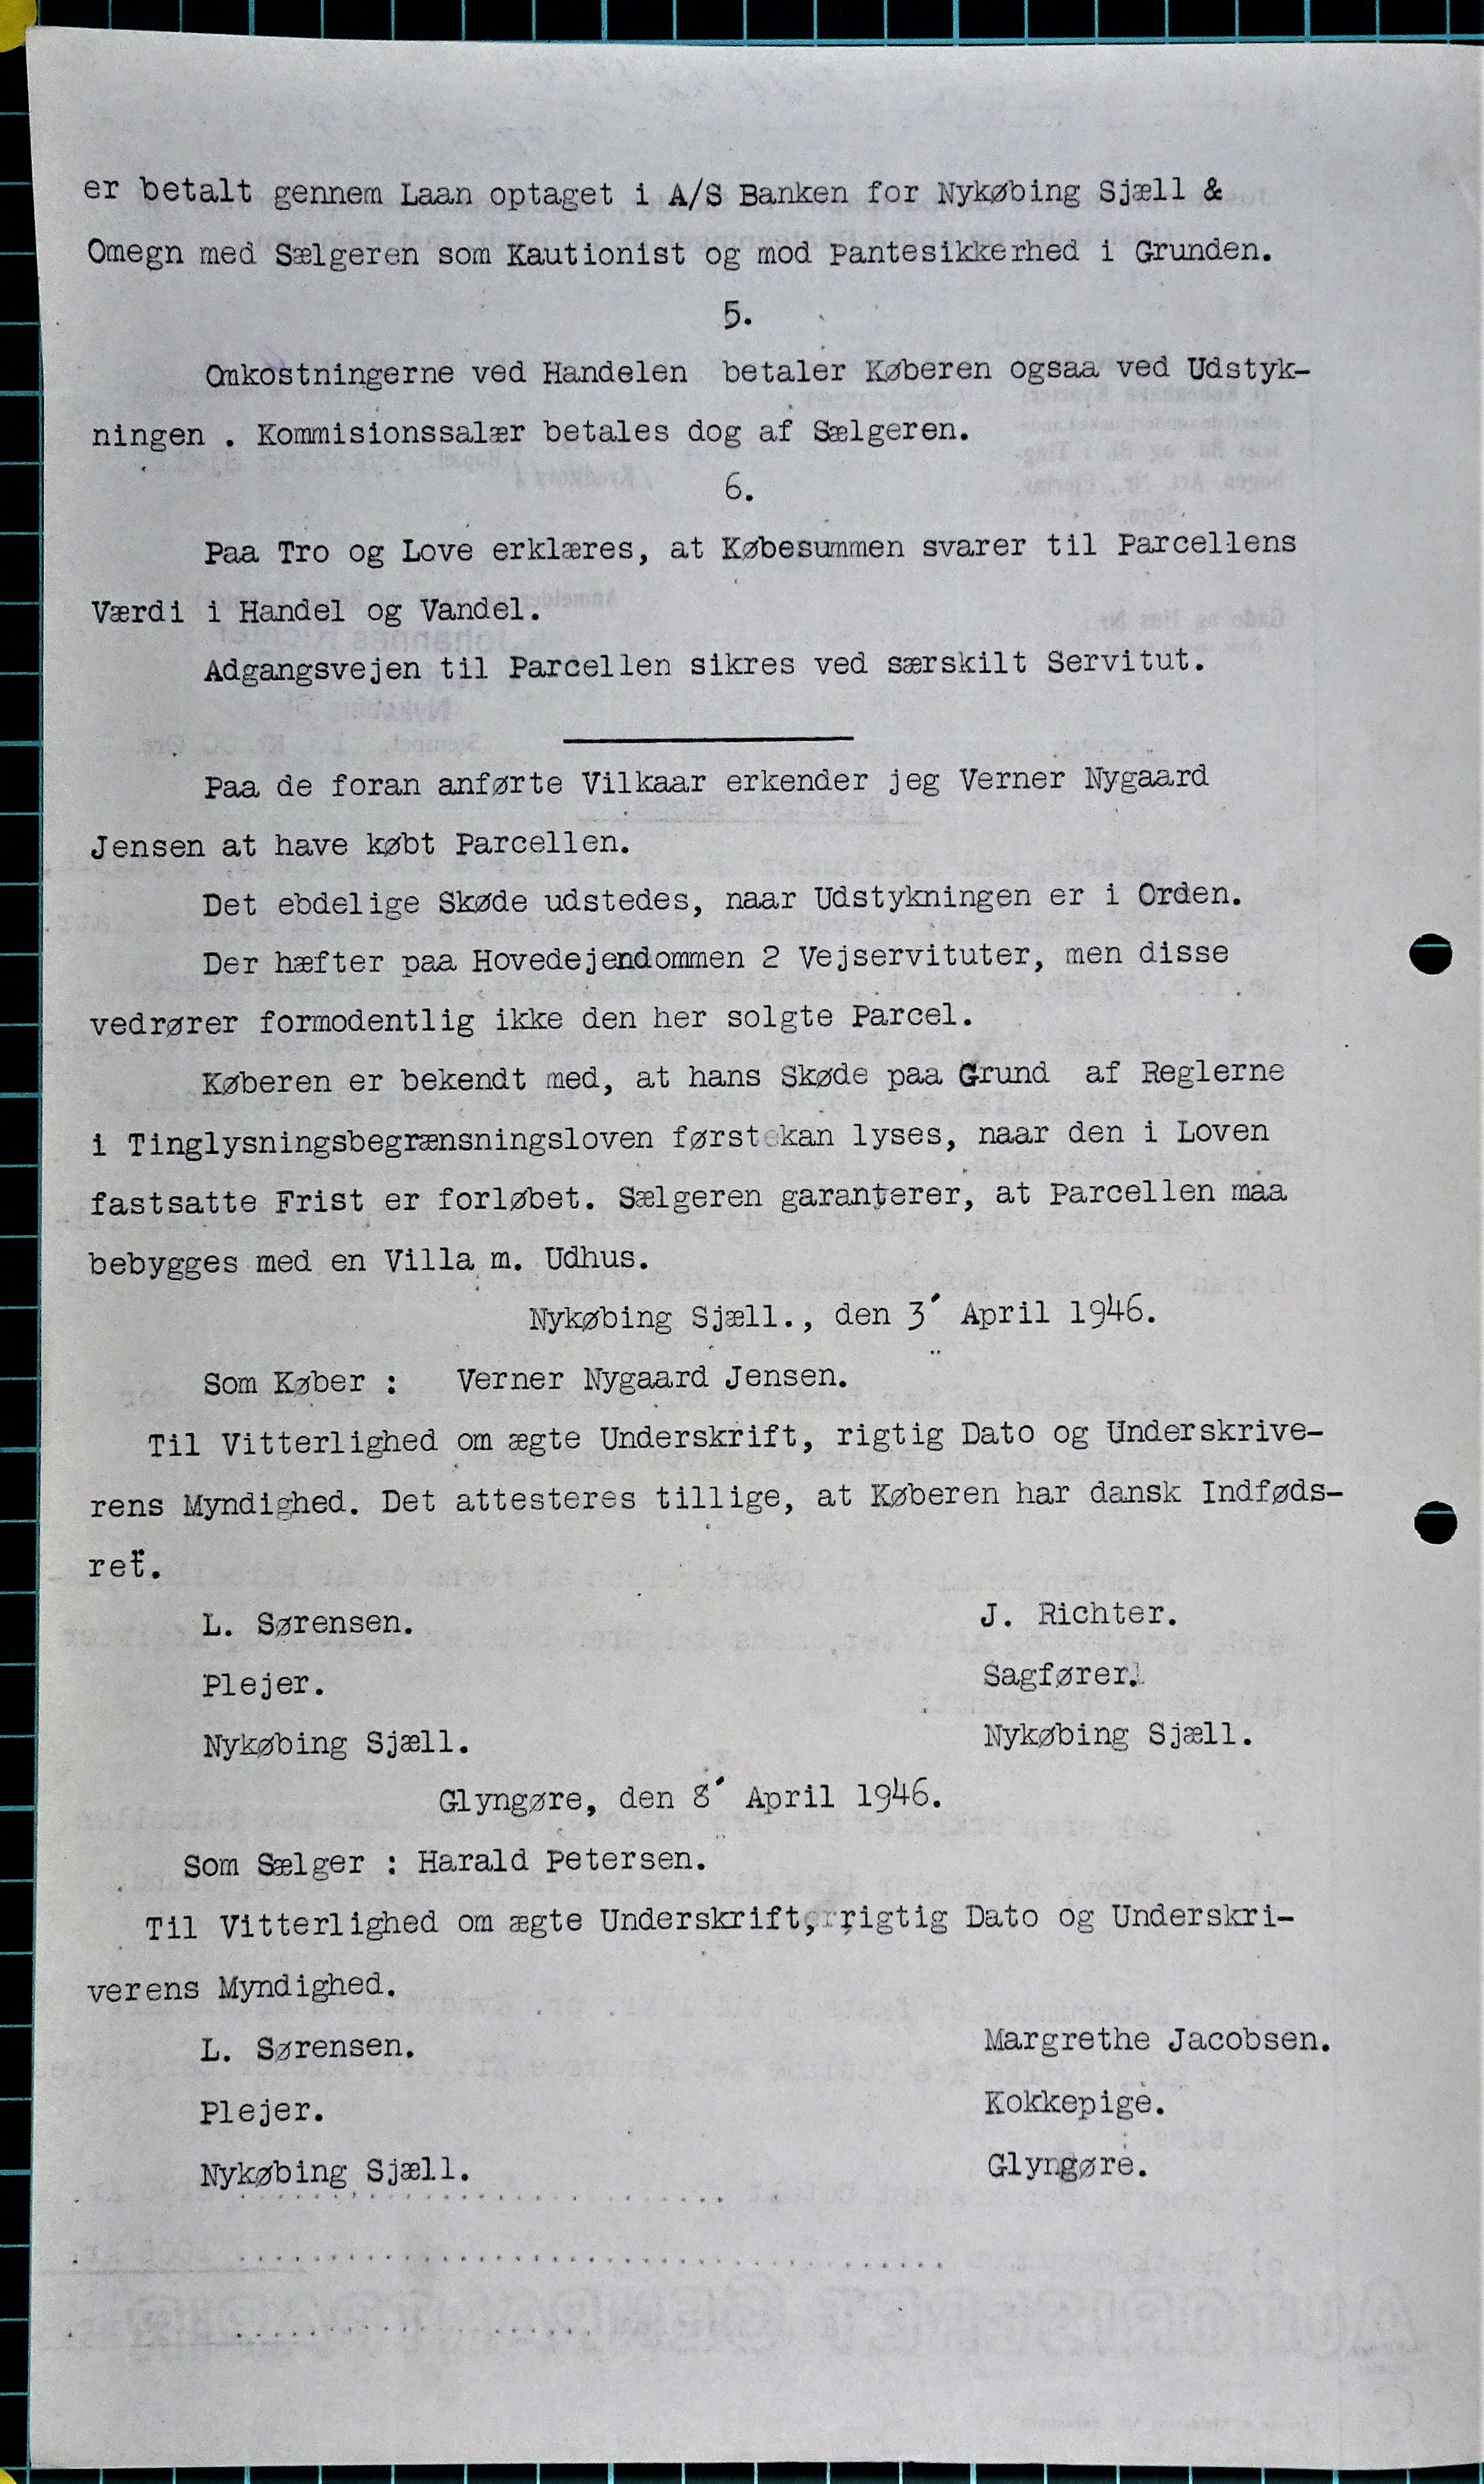 er betalt gennem Laan optaget i A/S Banken for Nykøbing Sjæll &
Omegn med Sælgeren som Kautionist og mod Pantesikkerhed i Grunden.
5.
Omkostningerne ved Handelen betaler Køberen ogsaa ved Udstyk-
ningen . Kommisionssalær betales dog af Sælgeren.
6.
Paa Tro og Love erklæres, at Købesummen svarer til Parcellens
Værdi i Handel og Vandel.
Adgangsvejen til Parcellen sikres ved særskilt Servitut.
Paa de foran anførte Vilkaar erkender jeg Verner Nygaard
Jensen at have købt Parcellen.
Det ebdelige Skøde udstedes, naar Udstykningen er i Orden.
Der hæfter paa Hovedejendommen 2 Vejservituter, men disse
vedrører formodentlig ikke den her solgte Parcel.
Køberen er bekendt med, at hans Skøde paa Grund af Reglerne
i Tinglysningsbegrænsningsloven først kan lyses, naar den i Loven
fastsatte Frist er forløbet. Sælgeren garanterer, at Parcellen maa
bebygges med en Villa m. Udhus.
Nykøbing Sjæll., den 3' April 1946.
Som Køber : Verner Nygaard Jensen.
Til Vitterlighed om ægte Underskrift, rigtig Dato og Underskrive-
rens Myndighed. Det attesteres tillige, at Køberen har dansk Indføds-
ret.
L. Sørensen. J. Richter.
Plejer. Sagfører.
Nykøbing Sjæll. Nykøbing Sjæll.
Glyngøre, den 8' April 1946.
Som Sælger : Harald Petersen.
Til Vitterlighed om ægte Underskrift, rigtig Dato og Underskri-
verens Myndighed.
L. Sørensen. Margrethe Jacobsen.
Plejer. Kokkepige.
Nykøbing Sjæll. Glyngøre.